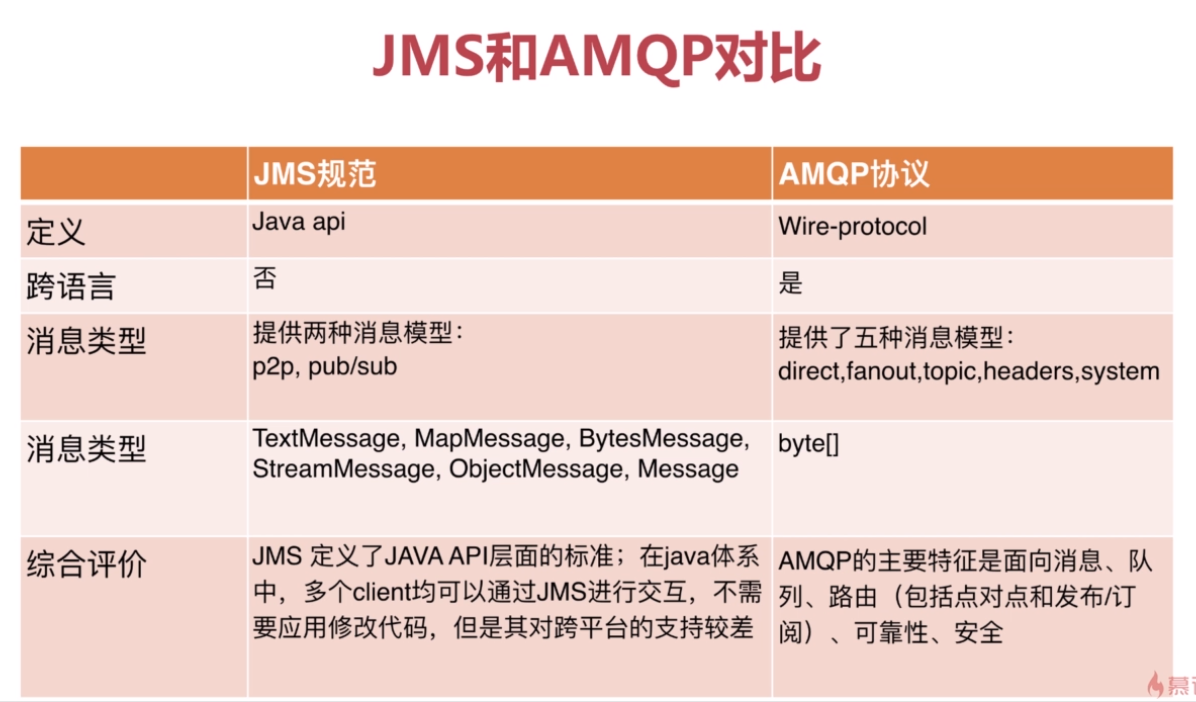 JMS和AMQP对比
JMS规范
AMQP协议
定义
Java api
Wire-protocol
跨语言
否
是
消息类型
提供两种消息模型：
p2p, pub/sub
提供了五种消息模型：
direct,fanout,topic,headers,system
消息类型
TextMessage, MapMessage, BytesMessage,
StreamMessage, ObjectMessage, Message
byte[]
综合评价
JMS 定义了JAVA API层面的标准；在java体系
中，多个client均可以通过JMS进行交互，不需
要应用修改代码，但是其对跨平台的支持较差
AMQP的主要特征是面向消息、队
列、路由（包括点对点和发布/订
阅）、可靠性、安全
慕